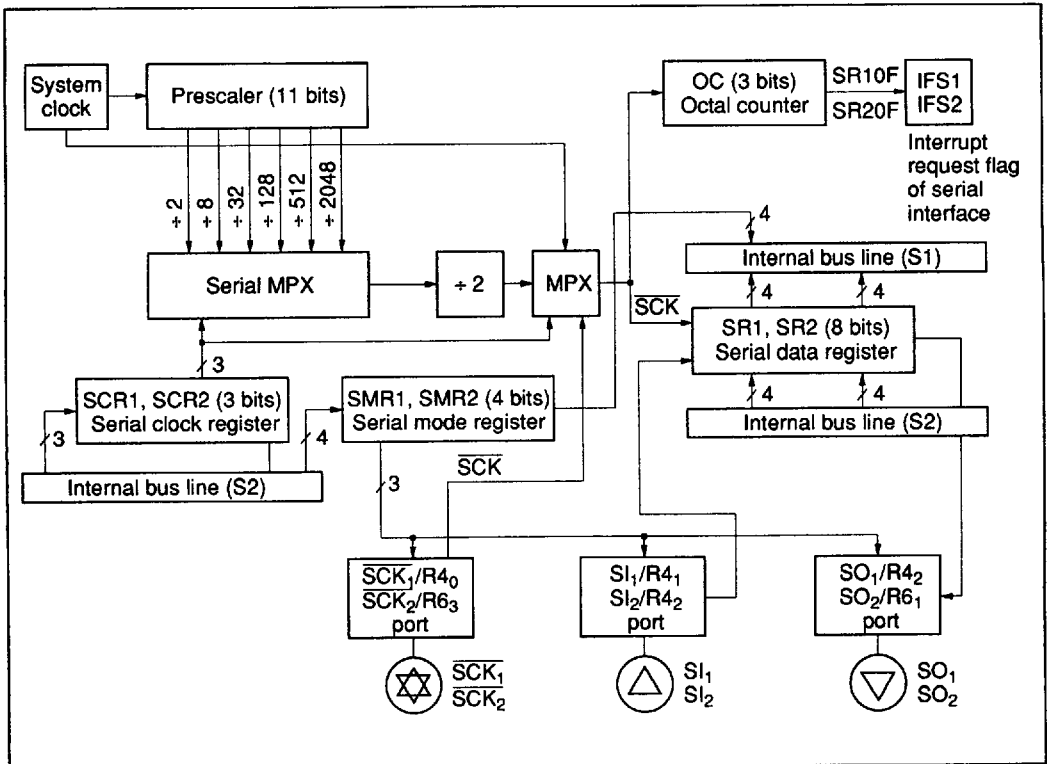 System
clock
Prescaler (11 bits)
OC (3 bits)
Octal counter
SR10F
SR20F
IFS1
IFS2
Interrupt
request flag
of serial
interface
÷ 2
÷ 8
÷ 32
÷ 128
÷ 512
÷ 2048
Serial MPX
÷ 2
MPX
4
Internal bus line (S1)
4
4
SCK
SR1, SR2 (8 bits)
Serial data register
4
4
Internal bus line (S2)
3
SCR1, SCR2 (3 bits)
Serial clock register
3
4
SMR1, SMR2 (4 bits)
Serial mode register
Internal bus line (S2)
3
SCK
SCK₁/R4₀
SCK₂/R6₃
port
SI₁/R4₁
SI₂/R4₂
port
SO₁/R4₂
SO₂/R6₁
port
SCK₁
SCK₂
SI₁
SI₂
SO₁
SO₂